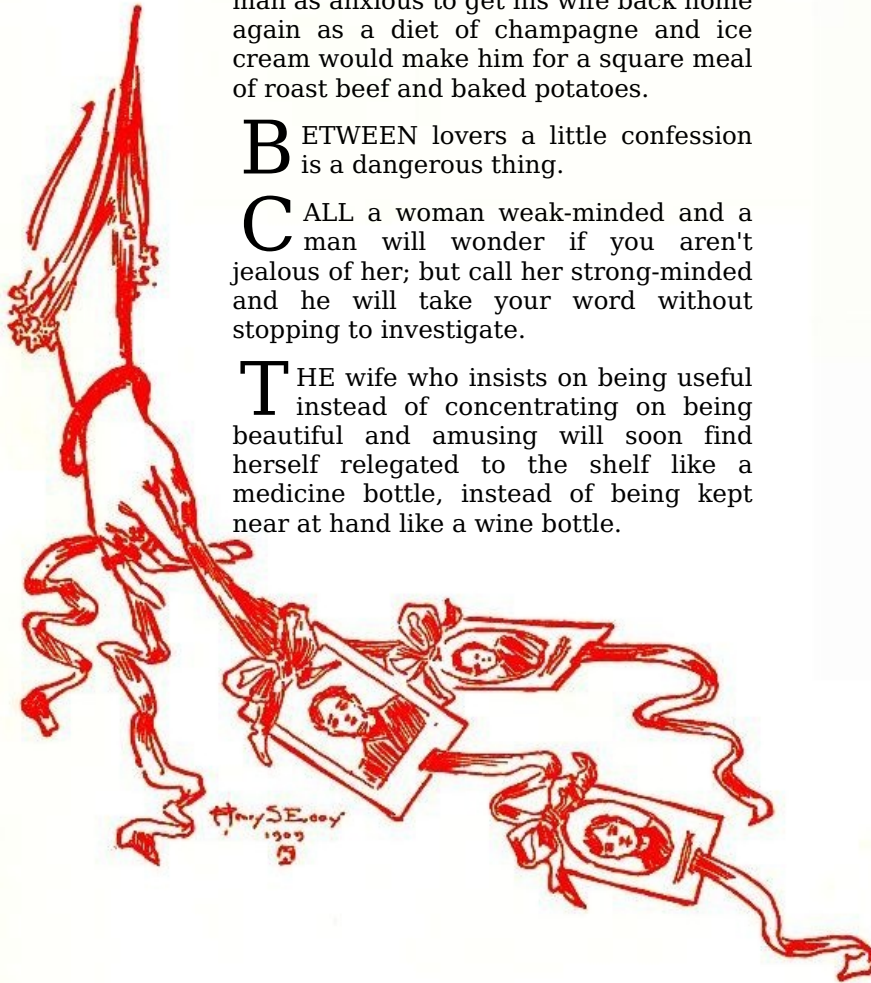 man as anxious to get his wife back home
again as a diet of champagne and ice
cream would make him for a square meal
of roast beef and baked potatoes.
BETWEEN lovers a little confession
is a dangerous thing.
CALL a woman weak-minded and a
man will wonder if you aren't
jealous of her; but call her strong-minded
and he will take your word without
stopping to investigate.
THE wife who insists on being useful
instead of concentrating on being
beautiful and amusing will soon find
herself relegated to the shelf like a
medicine bottle, instead of being kept
near at hand like a wine bottle.
1909